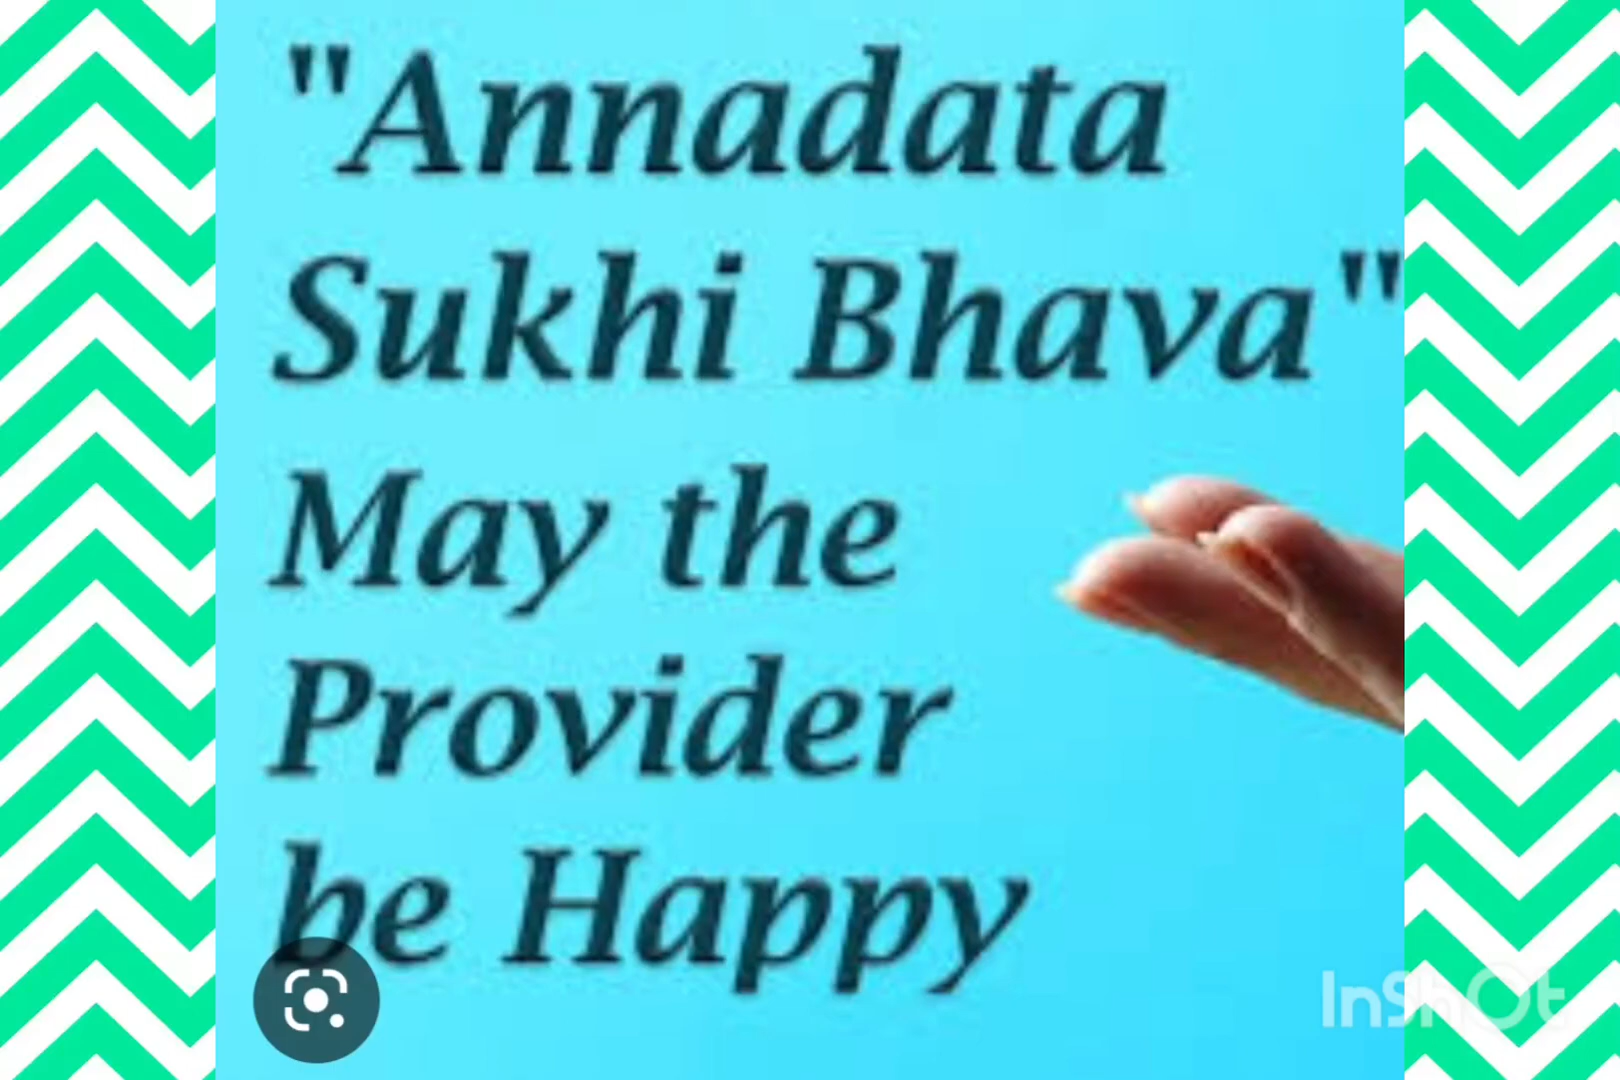 "Annadata
Sukhi Bhava"
May the
Provider
be Happy
InShOt